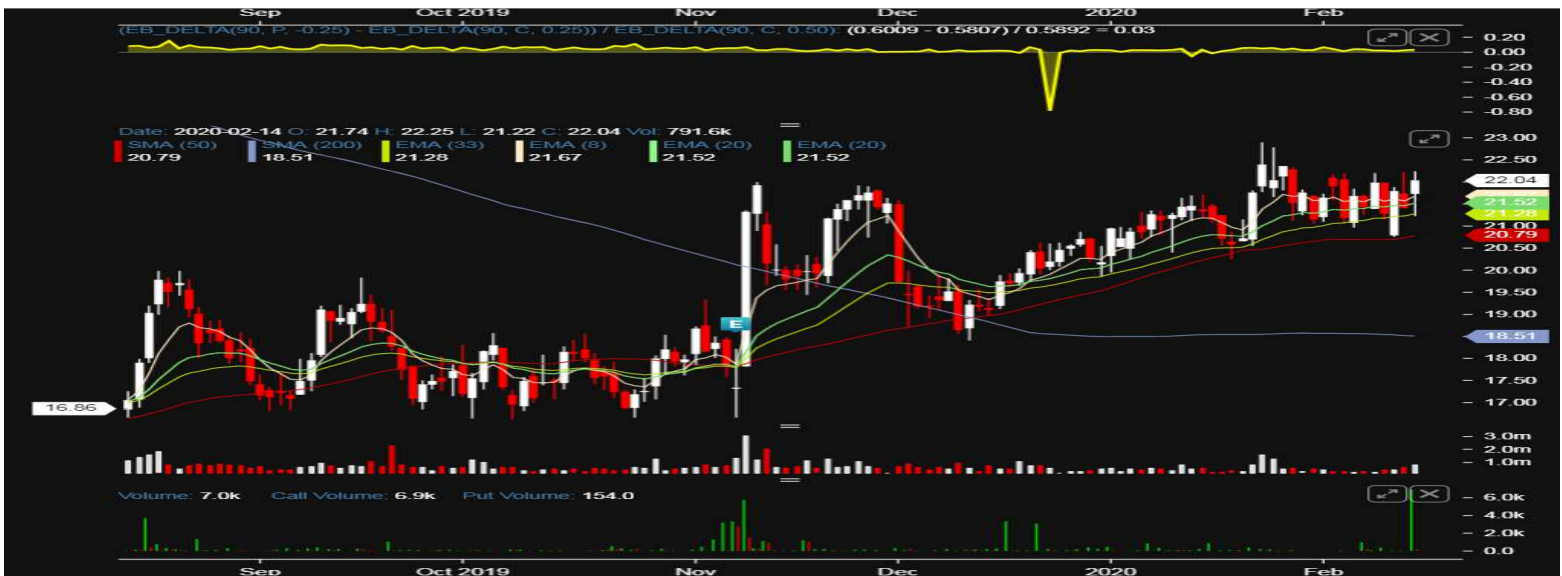 Sep Oct 2019 Nov Dec 2020 Feb
(EB_DELTA(90, P, -0.25) - EB_DELTA(90, C, 0.25)) / EB_DELTA(90, C, 0.50): (0.6009 - 0.5807) / 0.5892 = 0.03
0.20
0.00
-0.20
-0.40
-0.60
-0.80
Date: 2020-02-14 O: 21.74 H: 22.25 L: 21.22 C: 22.04 Vol: 791.6k
SMA (50) SMA (200) EMA (33) EMA (8) EMA (20) EMA (20)
20.79 18.51 21.28 21.67 21.52 21.52
23.00
22.50
22.04
21.52
21.28
21.00
20.79
20.50
20.00
19.50
19.00
E
18.51
18.00
17.50
17.00
16.86
3.0m
2.0m
1.0m
Volume: 7.0k Call Volume: 6.9k Put Volume: 154.0
6.0k
4.0k
2.0k
0.0
Sep Oct 2019 Nov Dec 2020 Feb